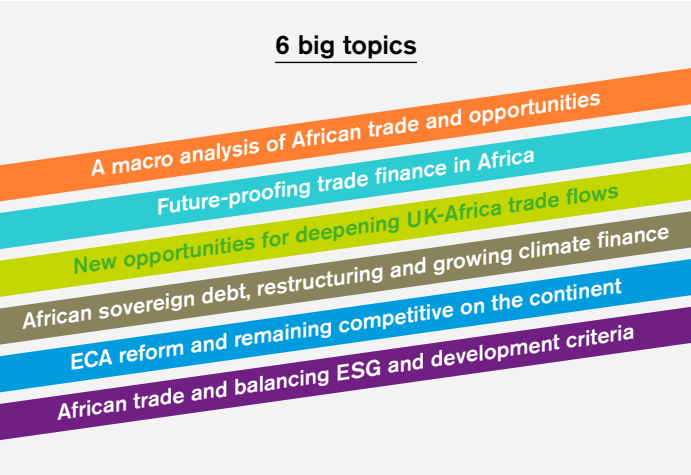 6 big topics
A macro analysis of African trade and opportunities
Future-proofing trade finance in Africa
New opportunities for deepening UK-Africa trade flows
African sovereign debt, restructuring and growing climate finance
ECA reform and remaining competitive on the continent
African trade and balancing ESG and development criteria